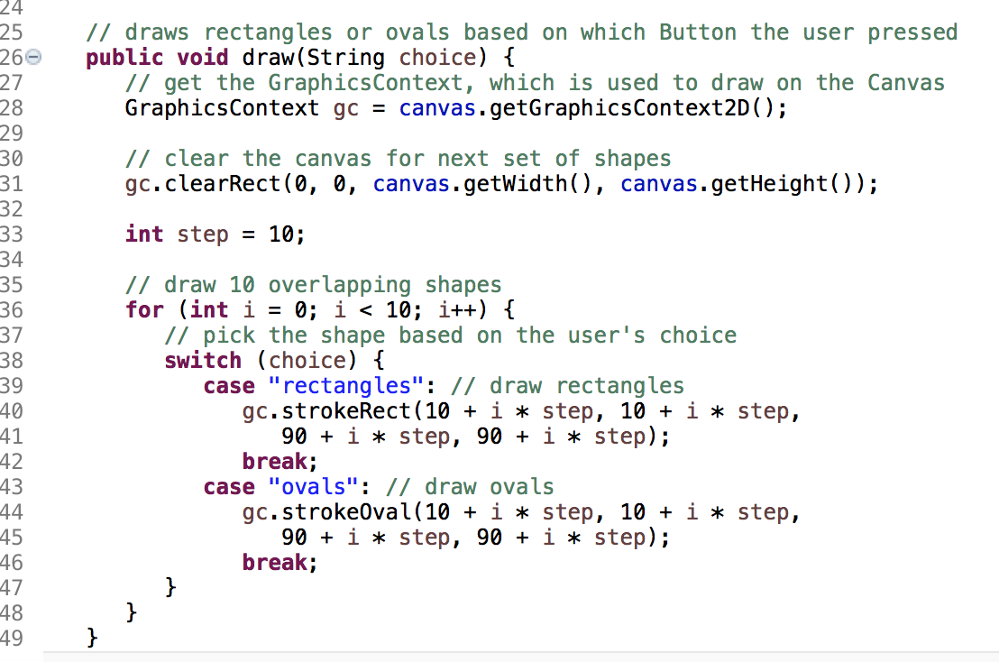 24
25 // draws rectangles or ovals based on which Button the user pressed
26 public void draw(String choice) {
27 // get the GraphicsContext, which is used to draw on the Canvas
28 GraphicsContext gc = canvas.getGraphicsContext2D();
29
30 // clear the canvas for next set of shapes
31 gc.clearRect(0, 0, canvas.getWidth(), canvas.getHeight());
32
33 int step = 10;
34
35 // draw 10 overlapping shapes
36 for (int i = 0; i < 10; i++) {
37 // pick the shape based on the user's choice
38 switch (choice) {
39 case "rectangles": // draw rectangles
40 gc.strokeRect(10 + i * step, 10 + i * step,
41 90 + i * step, 90 + i * step);
42 break;
43 case "ovals": // draw ovals
44 gc.strokeOval(10 + i * step, 10 + i * step,
45 90 + i * step, 90 + i * step);
46 break;
47 }
48 }
49 }